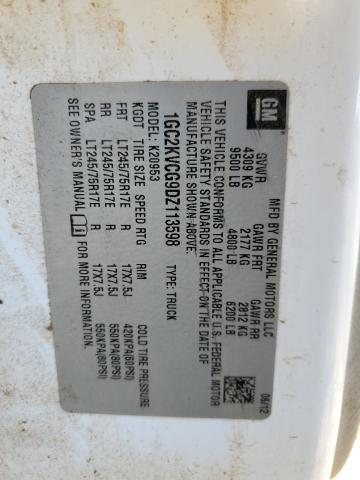 GM
MFD BY GENERAL MOTORS LLC 06/12
GVWR GAWR FRT GAWR RR
4309 KG 2177 KG 2812 KG
9500 LB 4800 LB 6200 LB
THIS VEHICLE CONFORMS TO ALL APPLICABLE U.S. FEDERAL MOTOR
VEHICLE SAFETY STANDARDS IN EFFECT ON THE DATE OF
MANUFACTURE SHOWN ABOVE.
1GC2KVCG9DZ113598 TYPE: TRUCK
MODEL: K20953
KGDT TIRE SIZE SPEED RTG RIM COLD TIRE PRESSURE
FRT LT245/75R17E R 17X7.5J 420KPA(60PSI)
RR LT245/75R17E R 17X7.5J 550KPA(80PSI)
SPA LT245/75R17E R 17X7.5J 550KPA(80PSI)
SEE OWNER'S MANUAL FOR MORE INFORMATION.